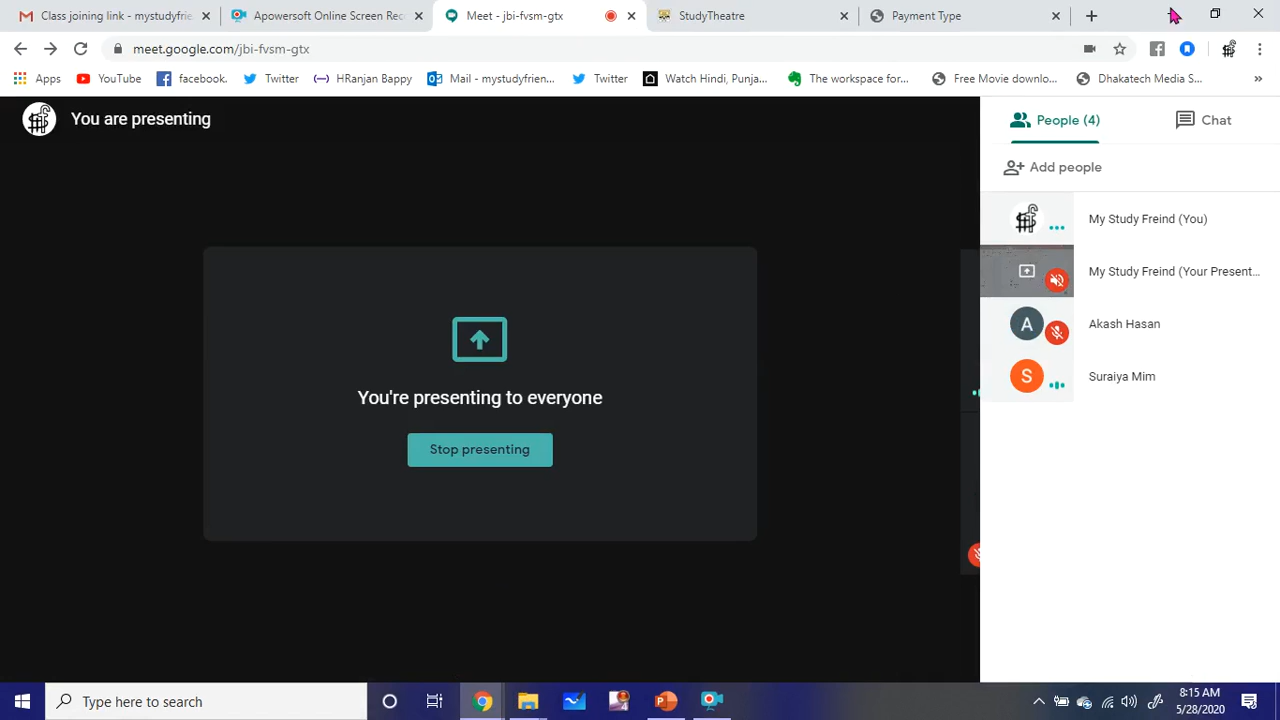 Class joining link - mystudyfrie
Apowersoft Online Screen Rec
Meet - jbi-fvsm-gtx
StudyTheatre
Payment Type
meet.google.com/jbi-fvsm-gtx
Apps
YouTube
facebook.
Twitter
HRanjan Bappy
Mail - mystudyfrien...
Twitter
Watch Hindi, Punja...
The workspace for...
Free Movie downlo...
Dhakatech Media S...
You are presenting
People (4)
Chat
Add people
My Study Freind (You)
My Study Freind (Your Present...
A
Akash Hasan
S
Suraiya Mim
You're presenting to everyone
Stop presenting
Type here to search
8:15 AM
5/28/2020